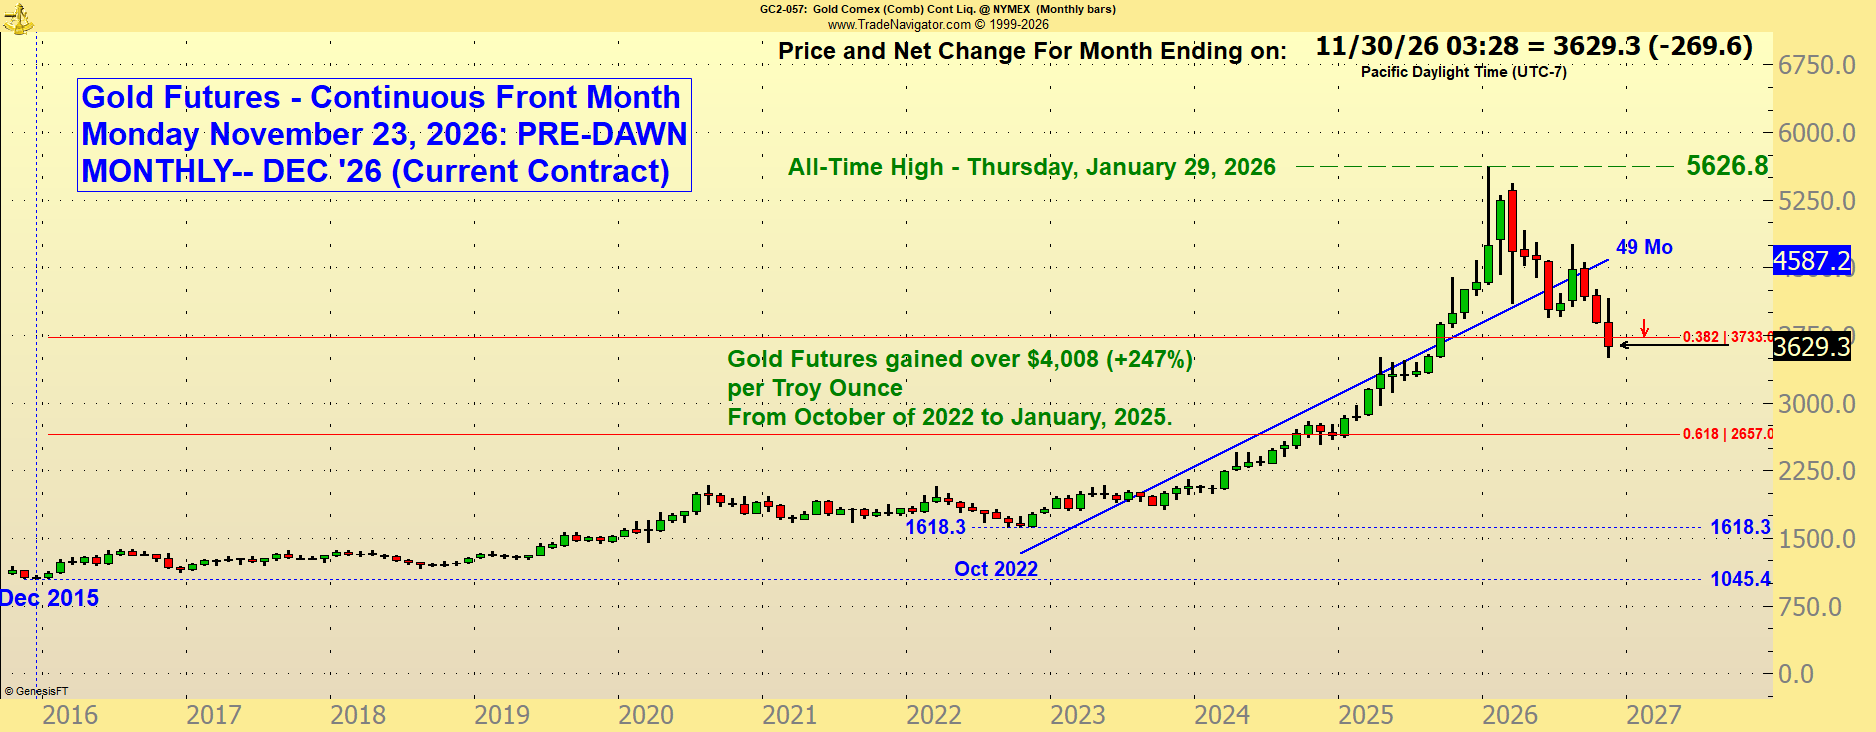 GC2-057: Gold Comex (Comb) Cont Liq. @ NYMEX (Monthly bars)
www.TradeNavigator.com © 1999-2026
Price and Net Change For Month Ending on: 11/30/26 03:28 = 3629.3 (-269.6)
Pacific Daylight Time (UTC-7)
Gold Futures - Continuous Front Month
Monday November 23, 2026: PRE-DAWN
MONTHLY-- DEC '26 (Current Contract)
All-Time High - Thursday, January 29, 2026
5626.8
49 Mo
Gold Futures gained over $4,008 (+247%)
per Troy Ounce
From October of 2022 to January, 2025.
0.382 | 3733.6
0.618 | 2657.0
1618.3
1618.3
Oct 2022
1045.4
Dec 2015
6750.0
6000.0
5250.0
4587.2
3750.0
3629.3
3000.0
2250.0
1500.0
750.0
0.0
© GenesisFT
2016 2017 2018 2019 2020 2021 2022 2023 2024 2025 2026 2027